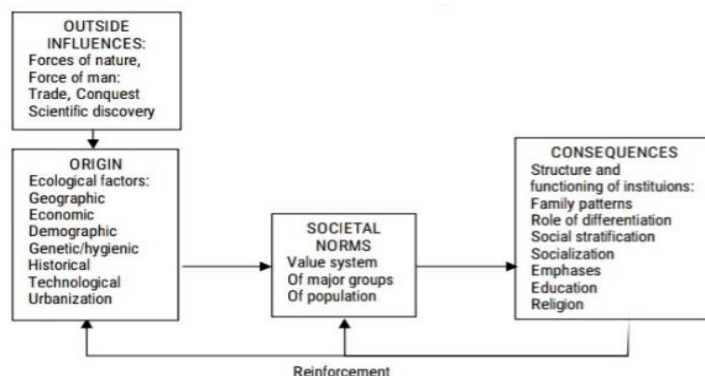 OUTSIDE
INFLUENCES:
Forces of nature,
Force of man:
Trade, Conquest
Scientific discovery
ORIGIN
Ecological factors:
Geographic
Economic
Demographic
Genetic/hygienic
Historical
Technological
Urbanization
SOCIETAL
NORMS
Value system
Of major groups
Of population
CONSEQUENCES
Structure and
functioning of instituions:
Family patterns
Role of differentiation
Social stratification
Socialization
Emphases
Education
Religion
Reinforcement